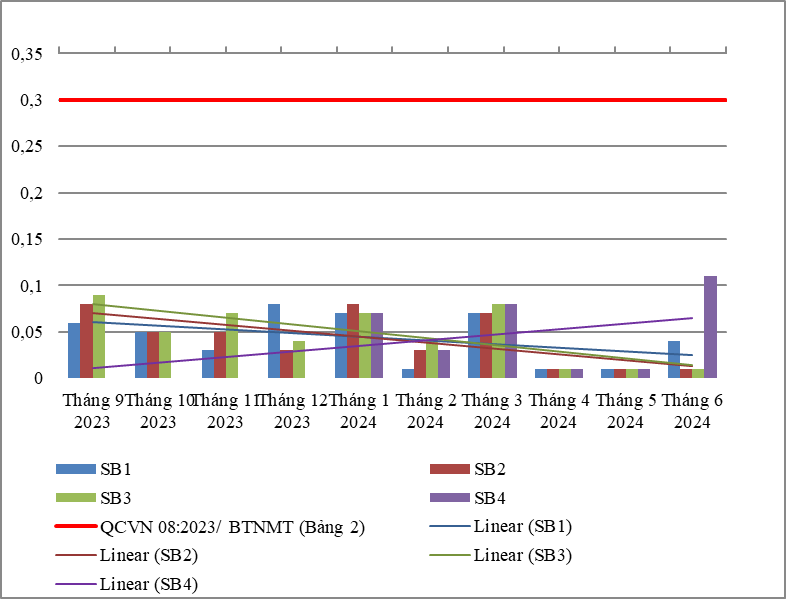 0,35
0,3
0,25
0,2
0,15
0,1
0,05
0
Tháng 9 Tháng 10 Tháng 11 Tháng 12 Tháng 1 Tháng 2 Tháng 3 Tháng 4 Tháng 5 Tháng 6
2023 2023 2023 2023 2024 2024 2024 2024 2024 2024
SB1 SB2
SB3 SB4
QCVN 08:2023/ BTNMT (Bảng 2) Linear (SB1)
Linear (SB2) Linear (SB3)
Linear (SB4)